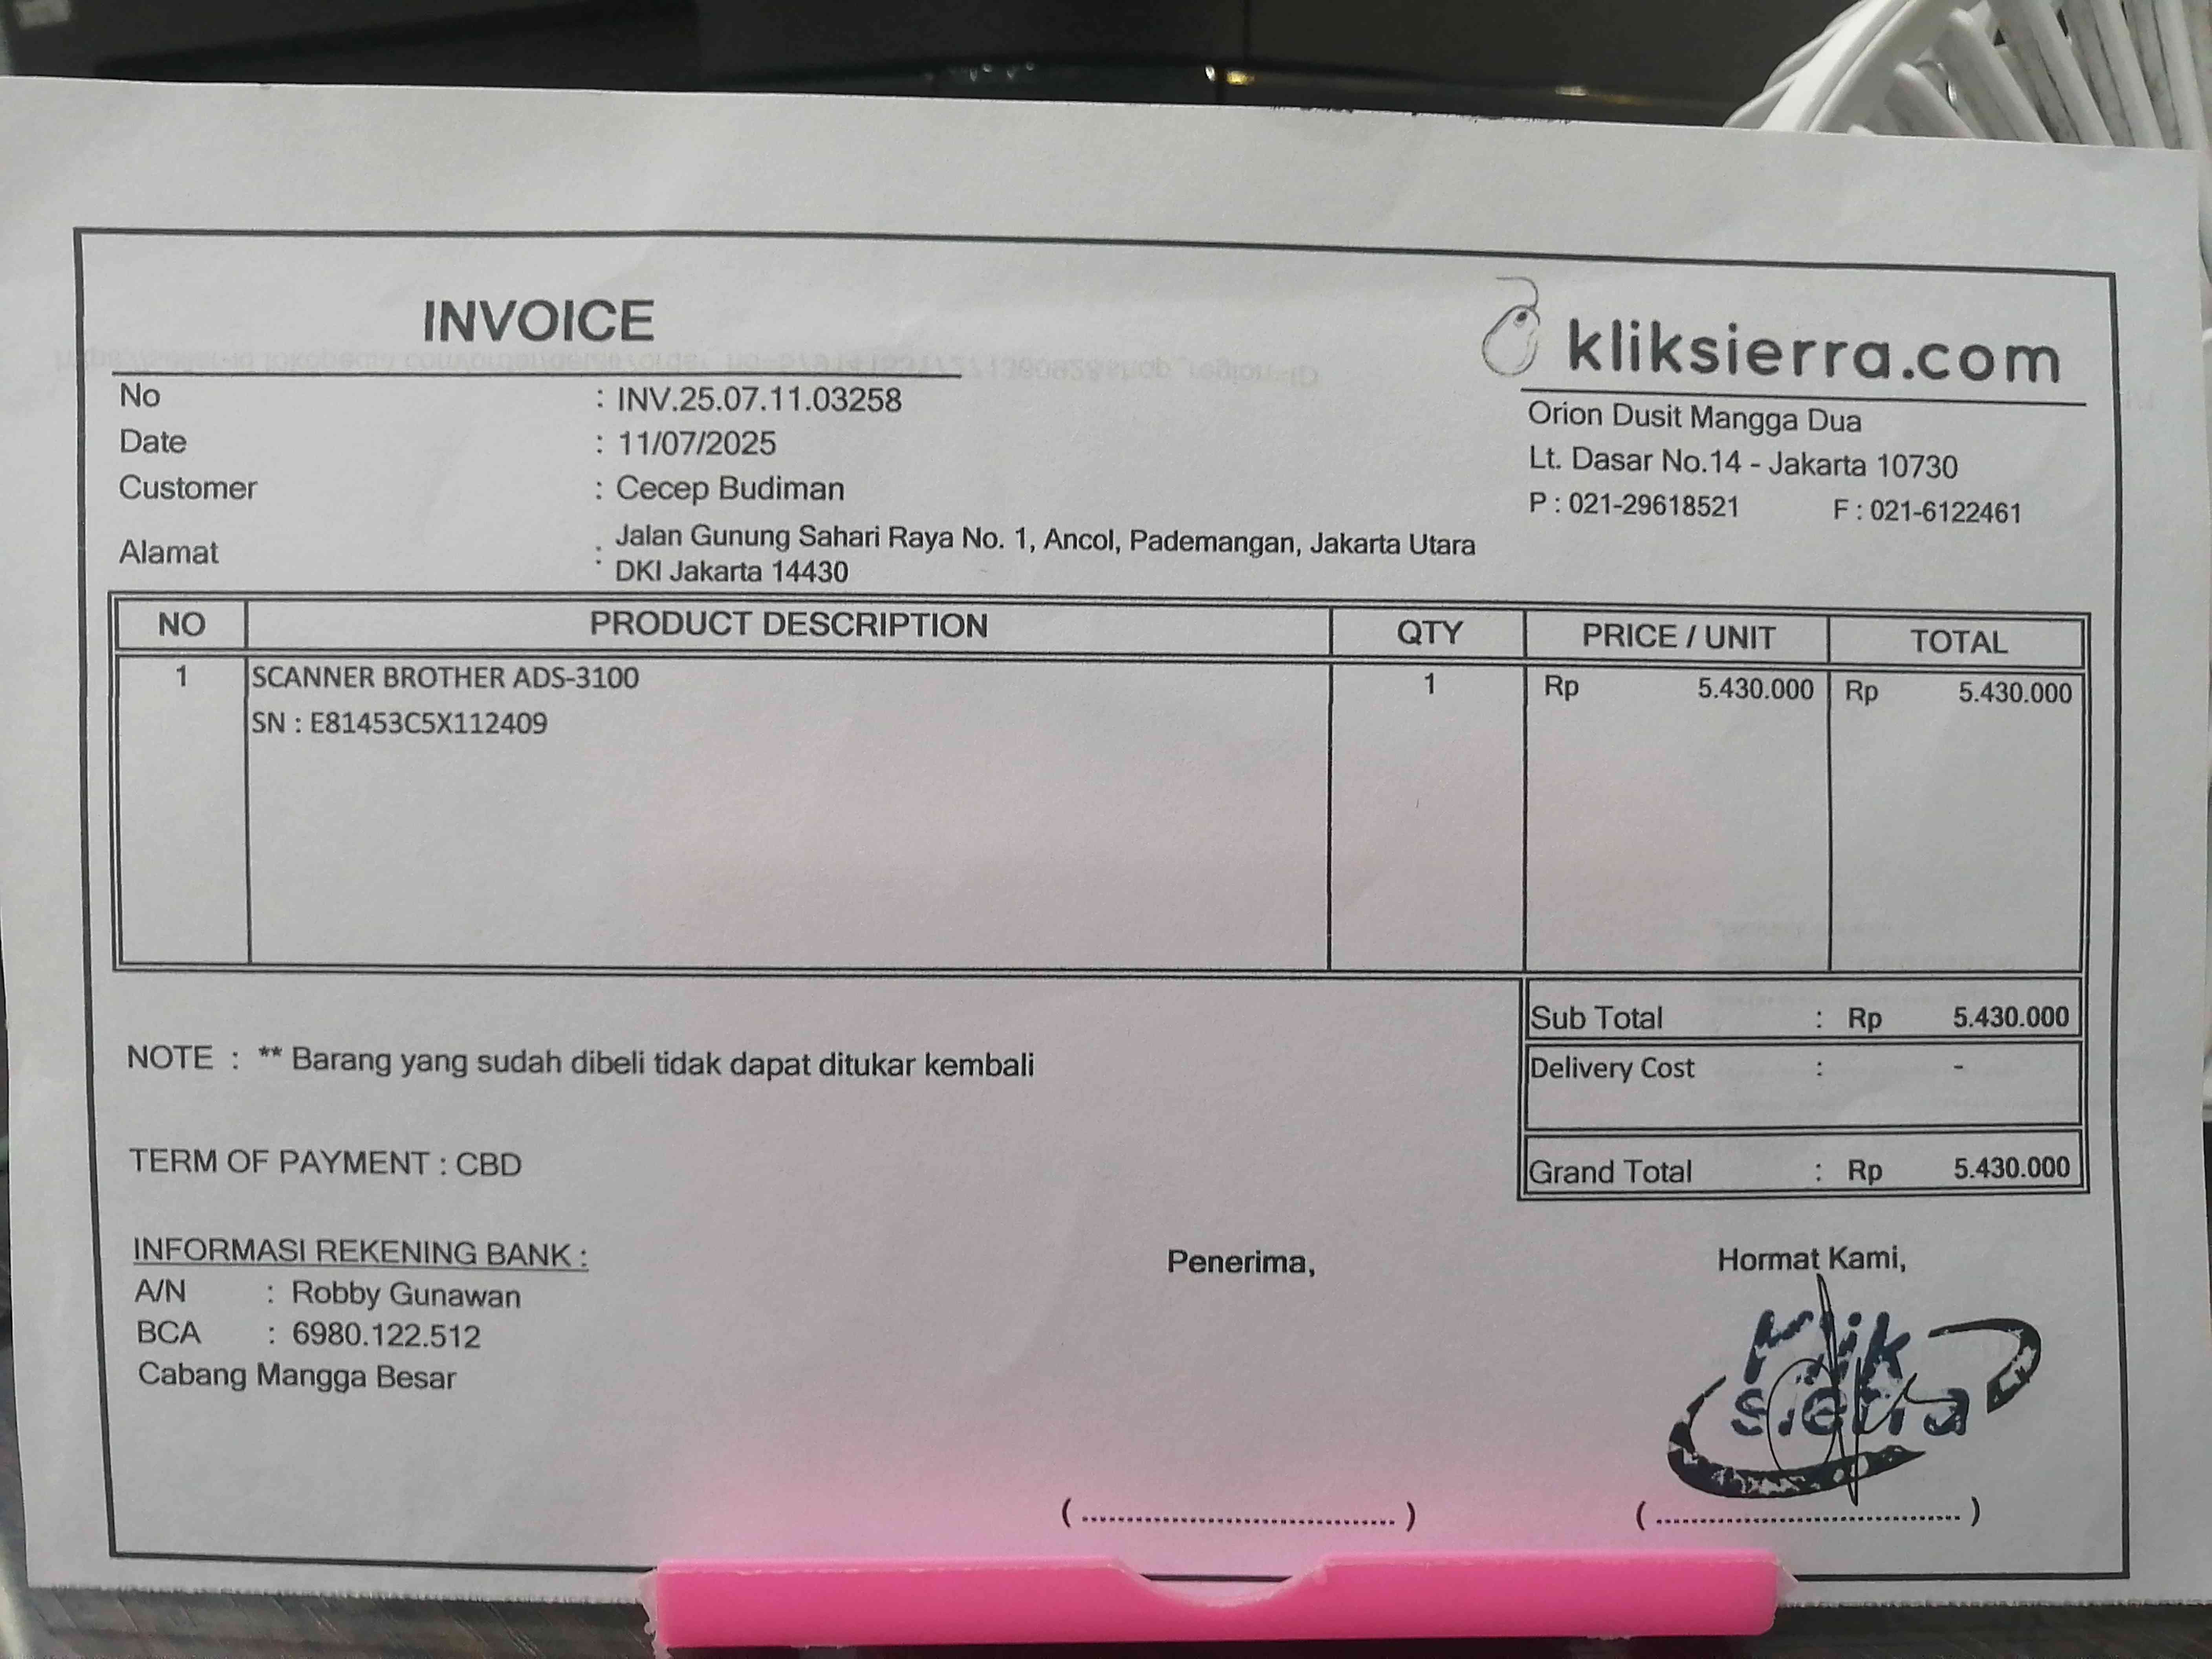 INVOICE
kliksierra.com
Orion Dusit Mangga Dua
Lt. Dasar No.14 - Jakarta 10730
P : 021-29618521 F : 021-6122461
No : INV.25.07.11.03258
Date : 11/07/2025
Customer : Cecep Budiman
Alamat : Jalan Gunung Sahari Raya No. 1, Ancol, Pademangan, Jakarta Utara
DKI Jakarta 14430
NO PRODUCT DESCRIPTION QTY PRICE / UNIT TOTAL
1 SCANNER BROTHER ADS-3100 1 Rp 5.430.000 Rp 5.430.000
SN : E81453C5X112409
Sub Total : Rp 5.430.000
Delivery Cost : -
Grand Total : Rp 5.430.000
NOTE : ** Barang yang sudah dibeli tidak dapat ditukar kembali
TERM OF PAYMENT : CBD
INFORMASI REKENING BANK :
A/N : Robby Gunawan
BCA : 6980.122.512
Cabang Mangga Besar
Penerima,
(....................................)
Hormat Kami,
Klik
sierra
(....................................)